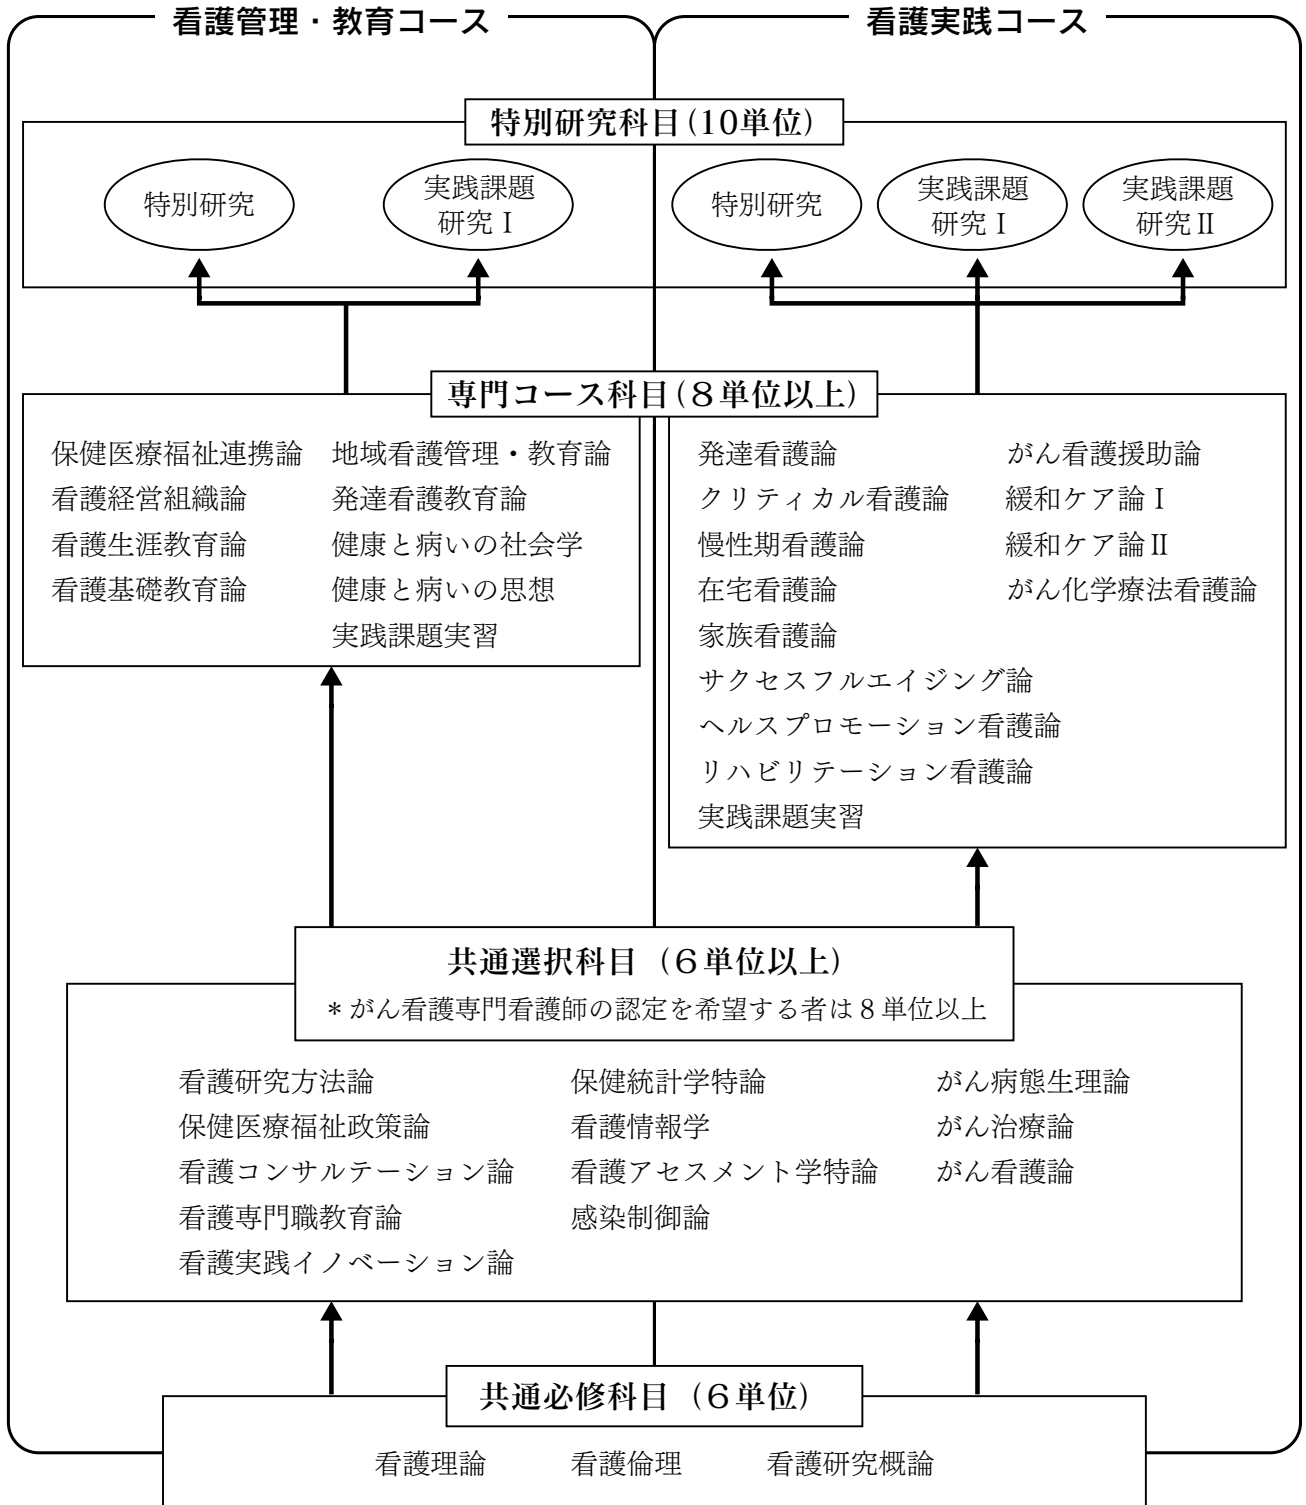 看護管理・教育コース
看護実践コース
特別研究科目(10単位)
特別研究
実践課題
研究Ⅰ
特別研究
実践課題
研究Ⅰ
実践課題
研究Ⅱ
専門コース科目(8単位以上)
保健医療福祉連携論
看護経営組織論
看護生涯教育論
看護基礎教育論
地域看護管理・教育論
発達看護教育論
健康と病いの社会学
健康と病いの思想
実践課題実習
発達看護論
クリティカル看護論
慢性期看護論
在宅看護論
家族看護論
サクセスフルエイジング論
ヘルスプロモーション看護論
リハビリテーション看護論
実践課題実習
がん看護援助論
緩和ケア論Ⅰ
緩和ケア論Ⅱ
がん化学療法看護論
共通選択科目(6単位以上)
＊がん看護専門看護師の認定を希望する者は8単位以上
看護研究方法論
保健医療福祉政策論
看護コンサルテーション論
看護専門職教育論
看護実践イノベーション論
保健統計学特論
看護情報学
看護アセスメント学特論
感染制御論
がん病態生理論
がん治療論
がん看護論
共通必修科目(6単位)
看護理論
看護倫理
看護研究概論